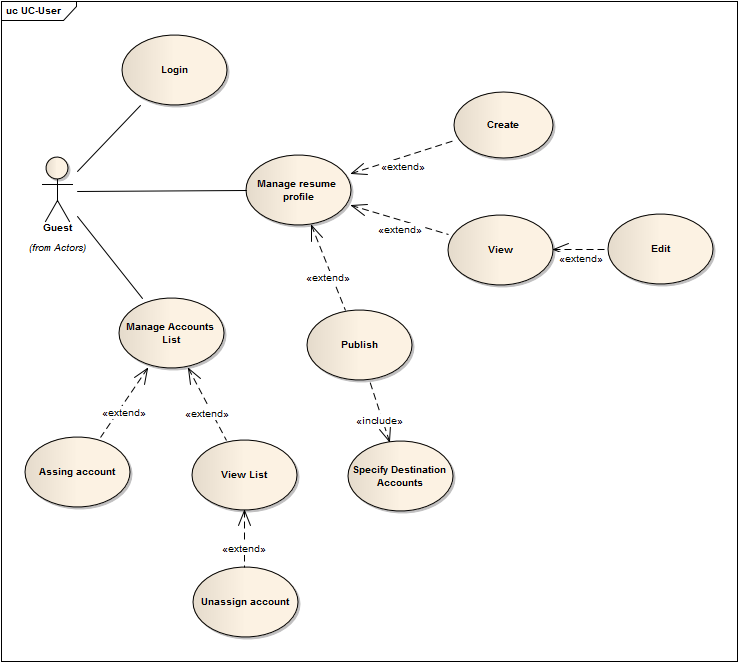 uc UC-User
Login
Create
«extend»
Manage resume
profile
Guest
(from Actors)
«extend»
View
«extend»
Edit
«extend»
Manage Accounts
List
Publish
«extend»
«extend»
«include»
Assing account
View List
Specify Destination
Accounts
«extend»
Unassign account